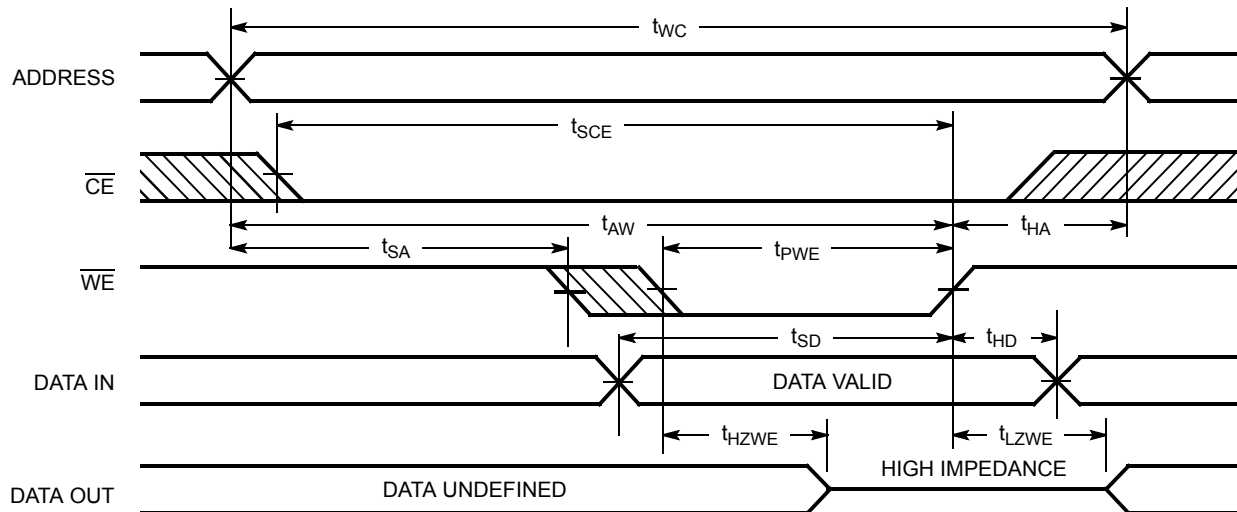 tWC
ADDRESS
tSCE
CE
tAW
tHA
tSA
tPWE
WE
tSD
tHD
DATA IN
DATA VALID
tHZWE
tLZWE
HIGH IMPEDANCE
DATA OUT
DATA UNDEFINED